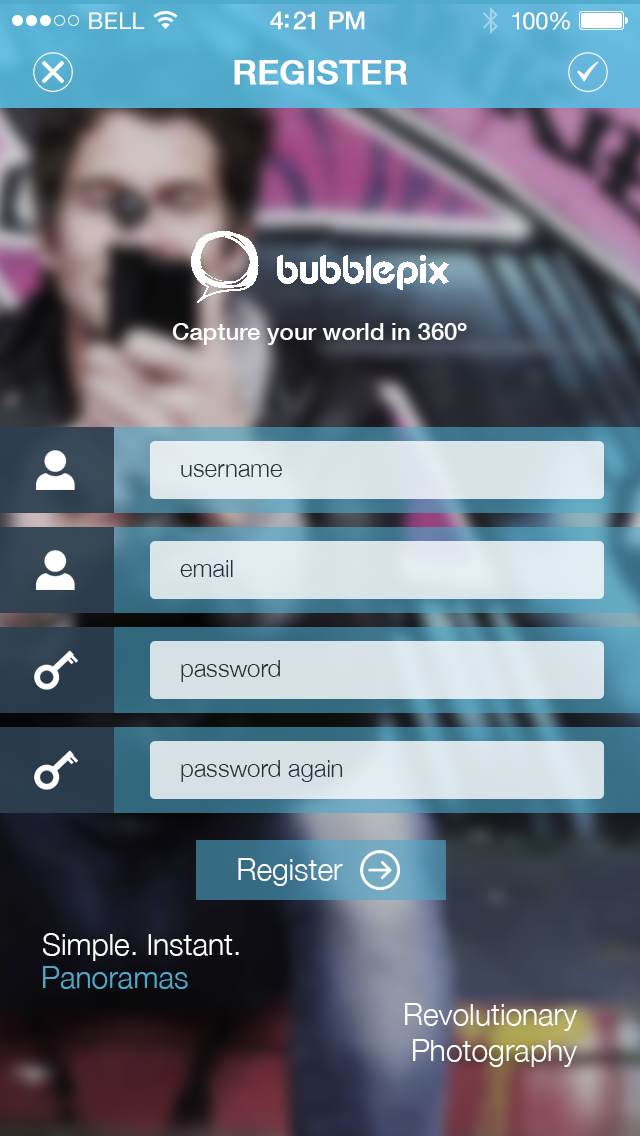 BELL 4:21 PM 100%
REGISTER
bubblepix
Capture your world in 360º
username
email
password
password again
Register
Simple. Instant.
Panoramas
Revolutionary
Photography